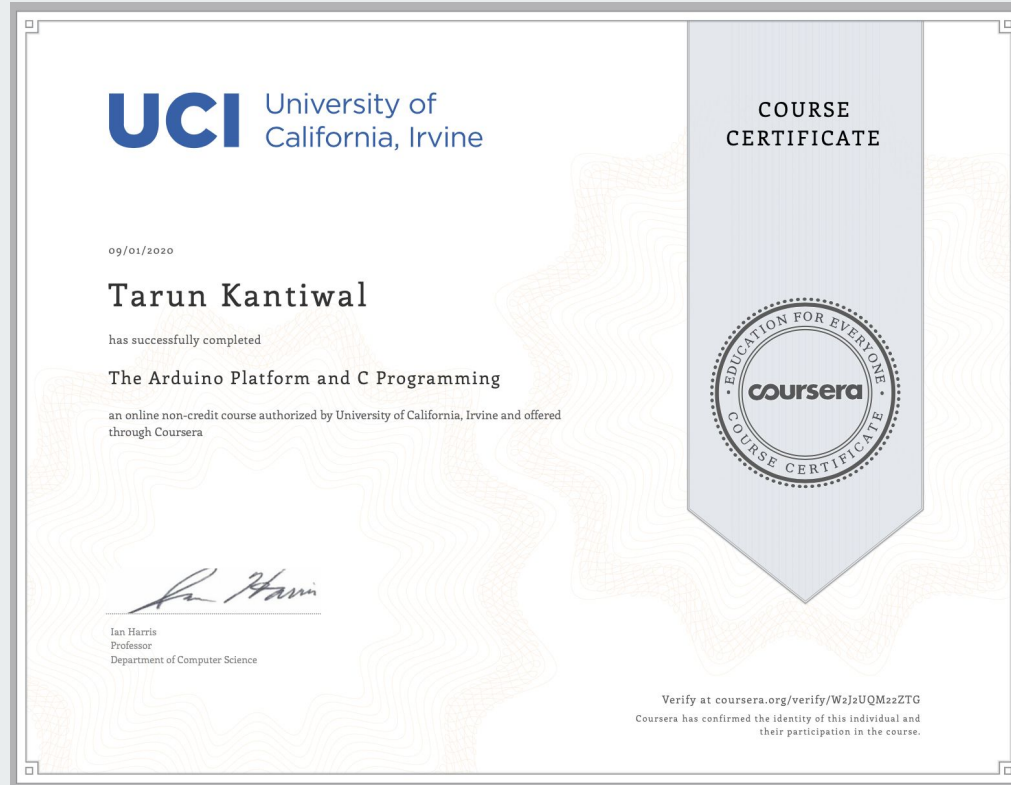 UCI University of
California, Irvine
COURSE
CERTIFICATE
09/01/2020
Tarun Kantiwal
has successfully completed
The Arduino Platform and C Programming
an online non-credit course authorized by University of California, Irvine and offered
through Coursera
EDUCATION FOR EVERYONE
coursera
COURSE CERTIFICATE
Ian Harris
Ian Harris
Professor
Department of Computer Science
Verify at coursera.org/verify/W2J2UQM22ZTG
Coursera has confirmed the identity of this individual and
their participation in the course.